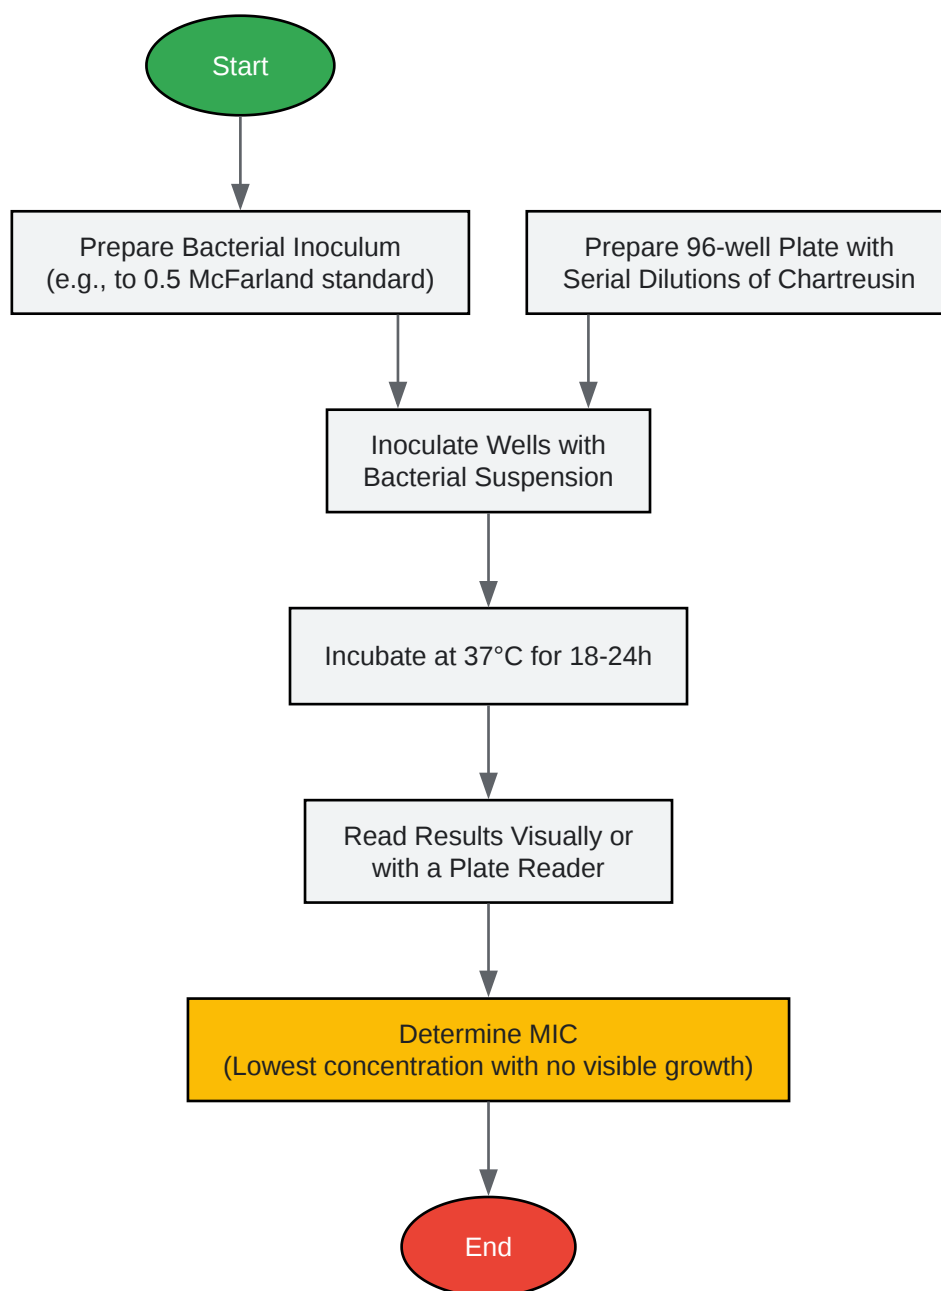 Start
Prepare Bacterial Inoculum
(e.g., to 0.5 McFarland standard)
Prepare 96-well Plate with
Serial Dilutions of Chartreusin
Inoculate Wells with
Bacterial Suspension
Incubate at 37°C for 18-24h
Read Results Visually or
with a Plate Reader
Determine MIC
(Lowest concentration with no visible growth)
End